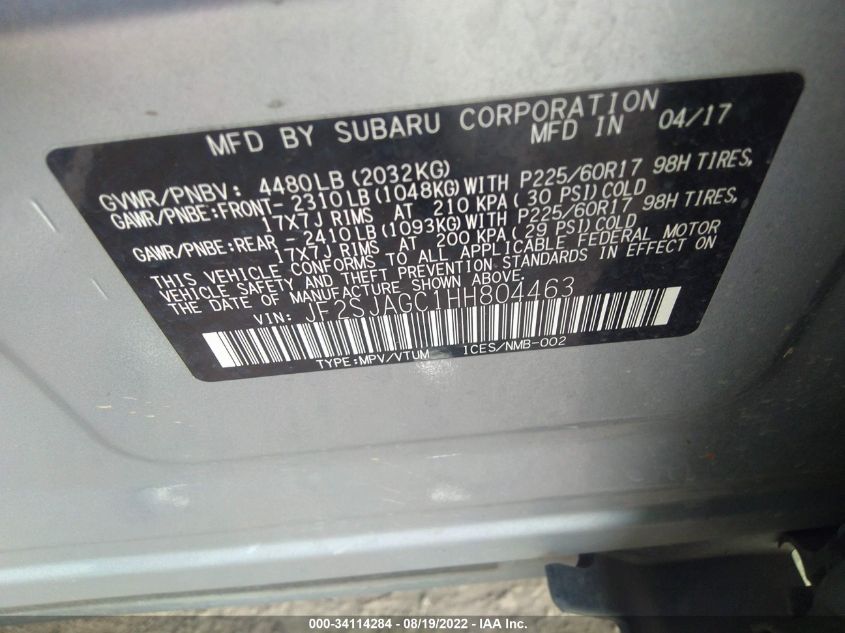 MFD BY SUBARU CORPORATION
MFD IN 04/17
GVWR/PNBV: 4480LB(2032KG)
GAWR/PNBE:FRONT-2310LB(1048KG)WITH P225/60R17 98H TIRES,
17X7J RIMS AT 210 KPA(30 PSI)COLD
GAWR/PNBE:REAR -2410LB(1093KG)WITH P225/60R17 98H TIRES,
17X7J RIMS AT 200 KPA(29 PSI)COLD
THIS VEHICLE CONFORMS TO ALL APPLICABLE FEDERAL MOTOR
VEHICLE SAFETY AND THEFT PREVENTION STANDARDS IN EFFECT ON
THE DATE OF MANUFACTURE SHOWN ABOVE.
VIN: JF2SJAGC1HH804463
TYPE:MPV/VTUM ICES/NMB-002
000-34114284 - 08/19/2022 - IAA Inc.